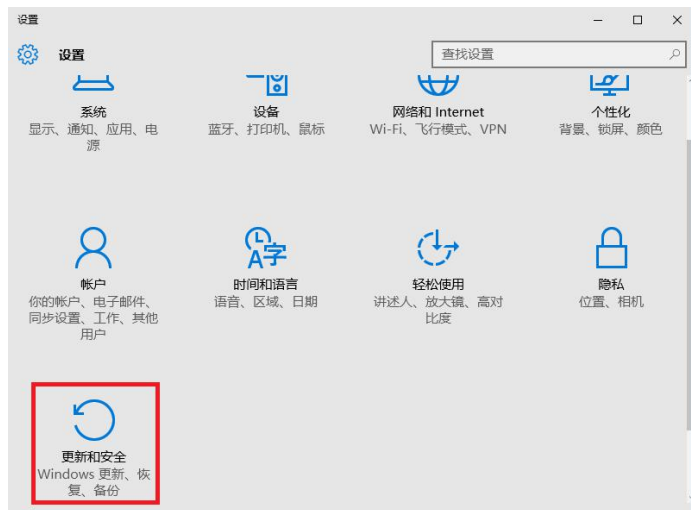 设置
设置
查找设置
系统
显示、通知、应用、电
源
设备
蓝牙、打印机、鼠标
网络和 Internet
Wi-Fi、飞行模式、VPN
个性化
背景、锁屏、颜色
帐户
你的帐户、电子邮件、
同步设置、工作、其他
用户
时间和语言
语音、区域、日期
轻松使用
讲述人、放大镜、高对
比度
隐私
位置、相机
更新和安全
Windows 更新、恢
复、备份